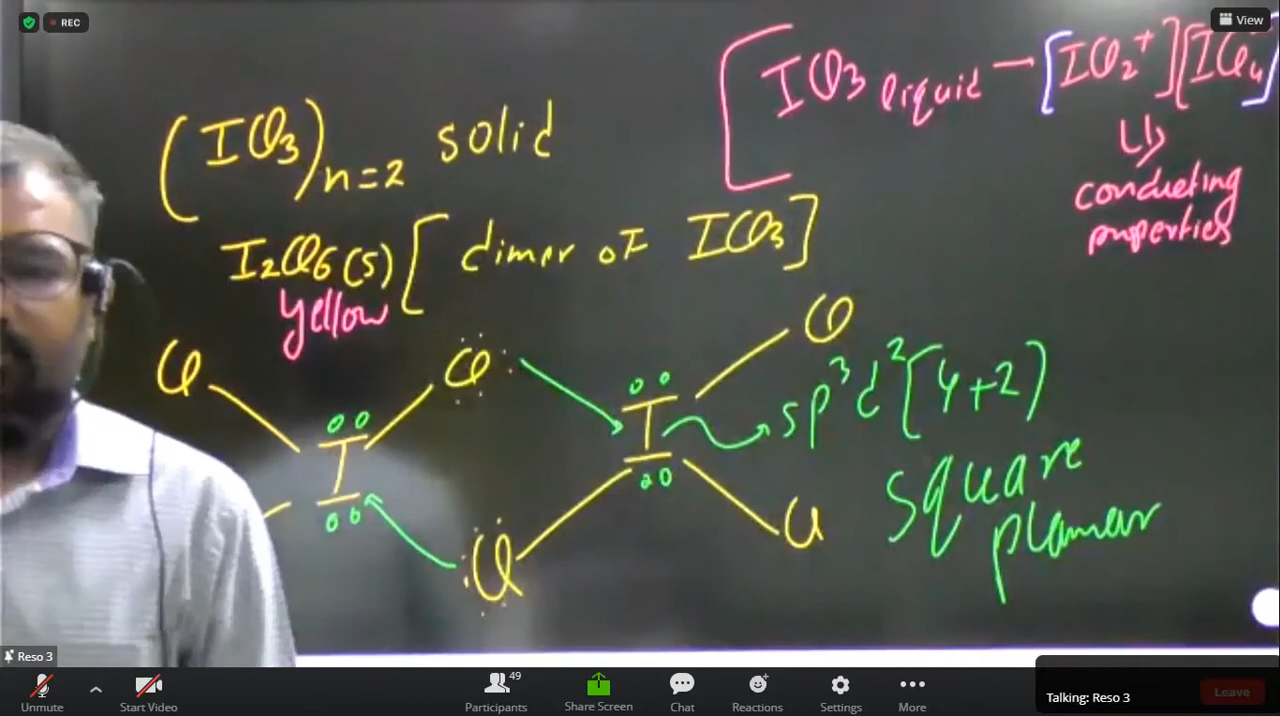 REC
View
(ICl3)n=2 solid
[ICl3 liquid — [ICl2+][ICl4-]
⇓
conducting
properties
I2Cl6(s) [dimer of ICl3]
yellow
Cl Cl Cl
I I sp3d2[4+2)
Cl Cl
square
planar
Reso 3
Unmute
Start Video
49
Participants
Share Screen
Chat
Reactions
Settings
More
Talking: Reso 3
Leave